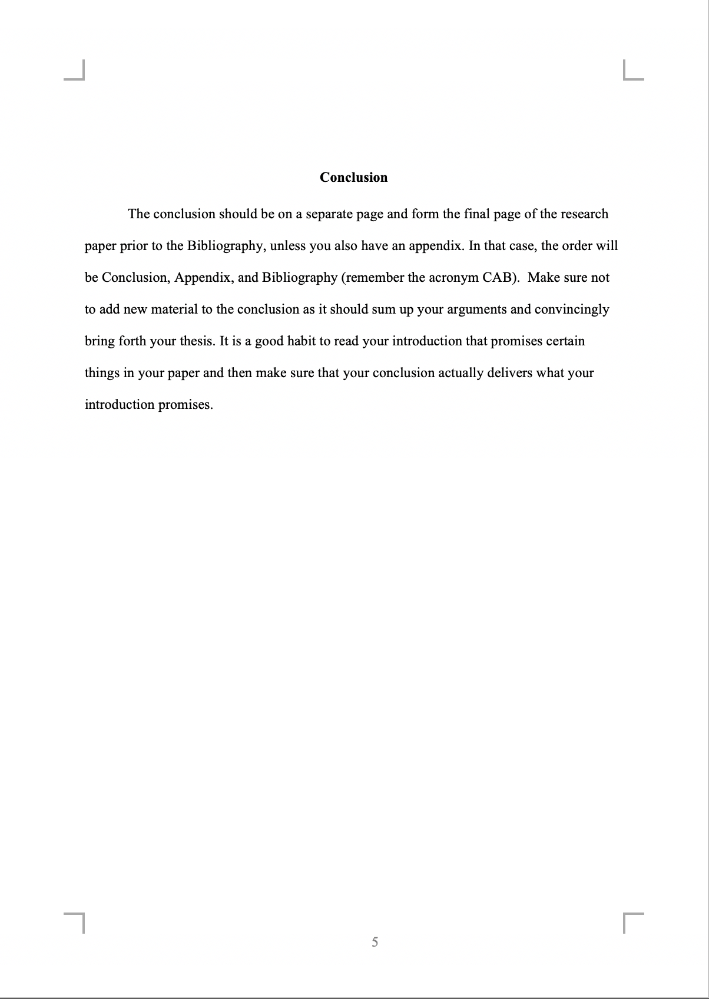 Conclusion
The conclusion should be on a separate page and form the final page of the research
paper prior to the Bibliography, unless you also have an appendix. In that case, the order will
be Conclusion, Appendix, and Bibliography (remember the acronym CAB).  Make sure not
to add new material to the conclusion as it should sum up your arguments and convincingly
bring forth your thesis. It is a good habit to read your introduction that promises certain
things in your paper and then make sure that your conclusion actually delivers what your
introduction promises.
5